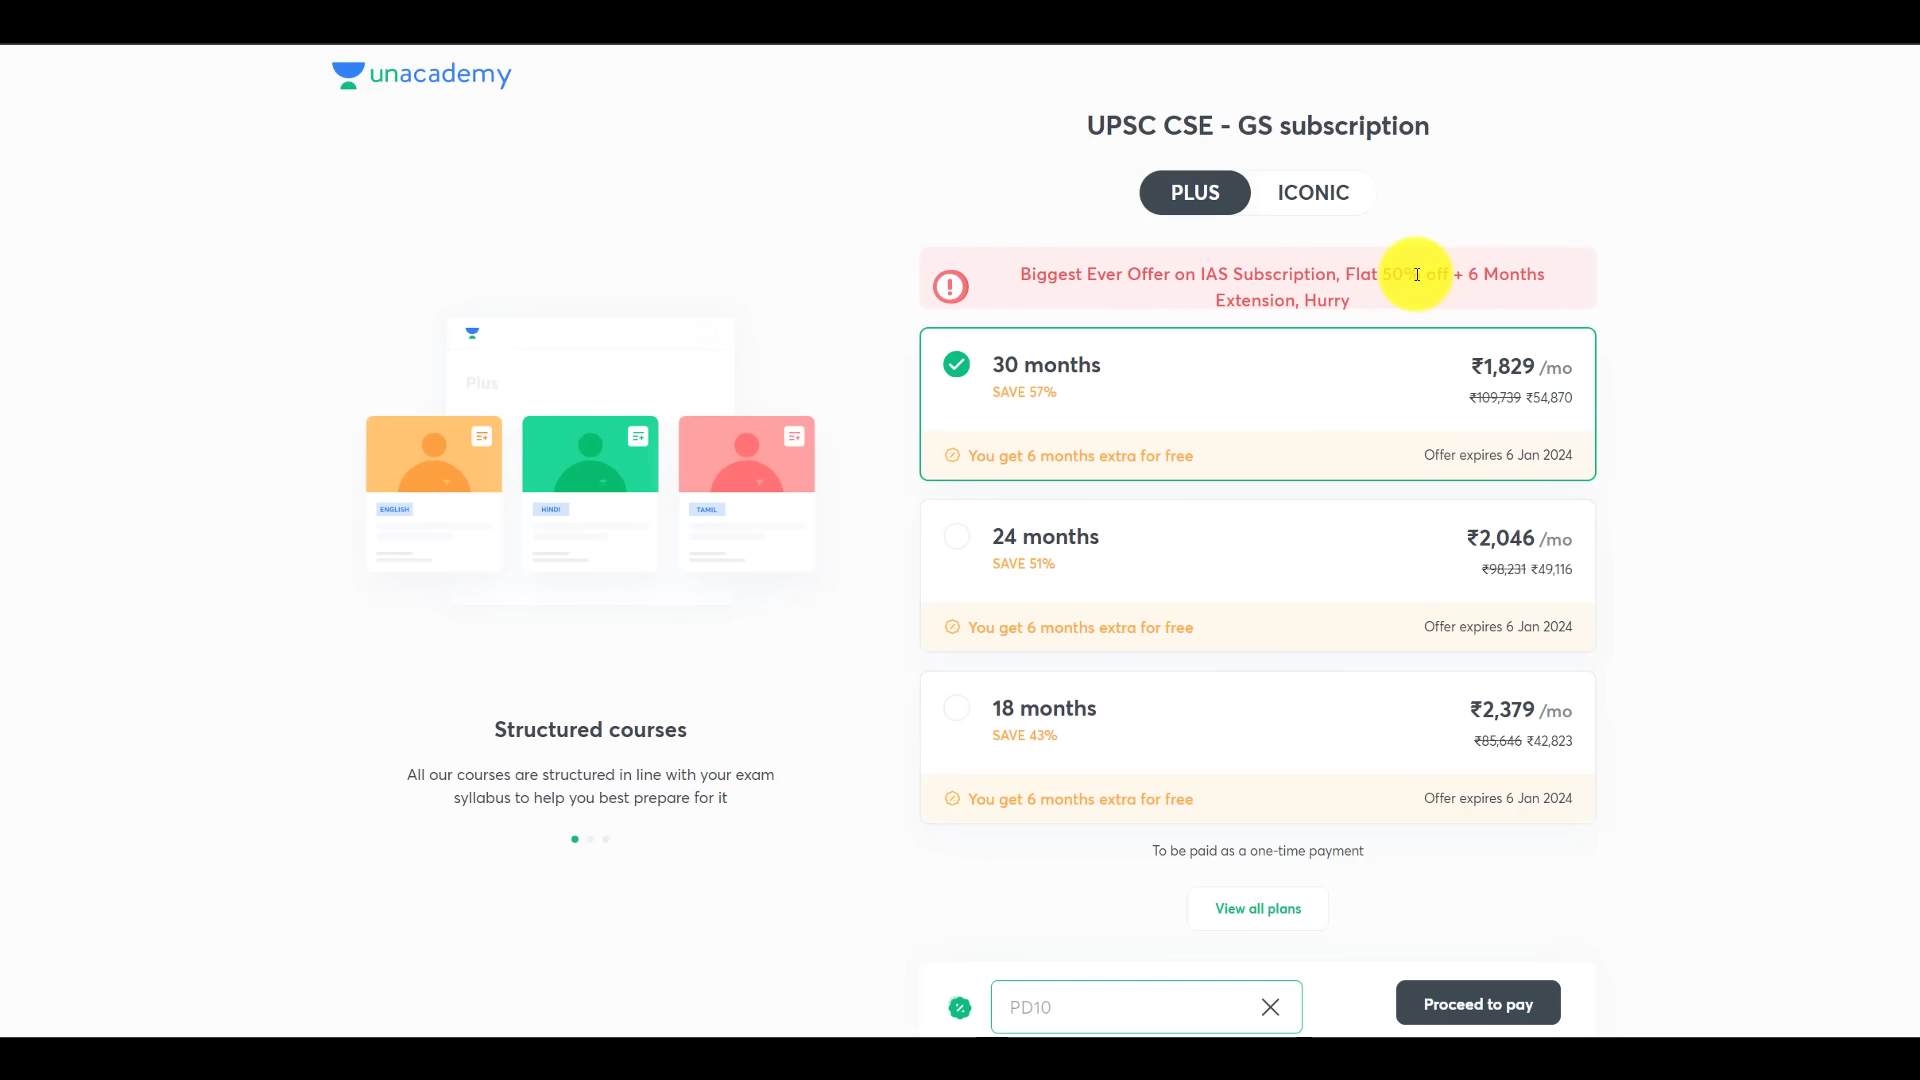 unacademy
UPSC CSE - GS subscription
PLUS
ICONIC
Biggest Ever Offer on IAS Subscription, Flat 50% off + 6 Months
Extension, Hurry
30 months
₹1,829 /mo
SAVE 57%
₹109,739 ₹54,870
You get 6 months extra for free
Offer expires 6 Jan 2024
24 months
₹2,046 /mo
SAVE 51%
₹98,231 ₹49,116
You get 6 months extra for free
Offer expires 6 Jan 2024
18 months
₹2,379 /mo
SAVE 43%
₹85,646 ₹42,823
You get 6 months extra for free
Offer expires 6 Jan 2024
To be paid as a one-time payment
View all plans
PD10
Proceed to pay
Plus
ENGLISH
HINDI
TAMIL
Structured courses
All our courses are structured in line with your exam
syllabus to help you best prepare for it